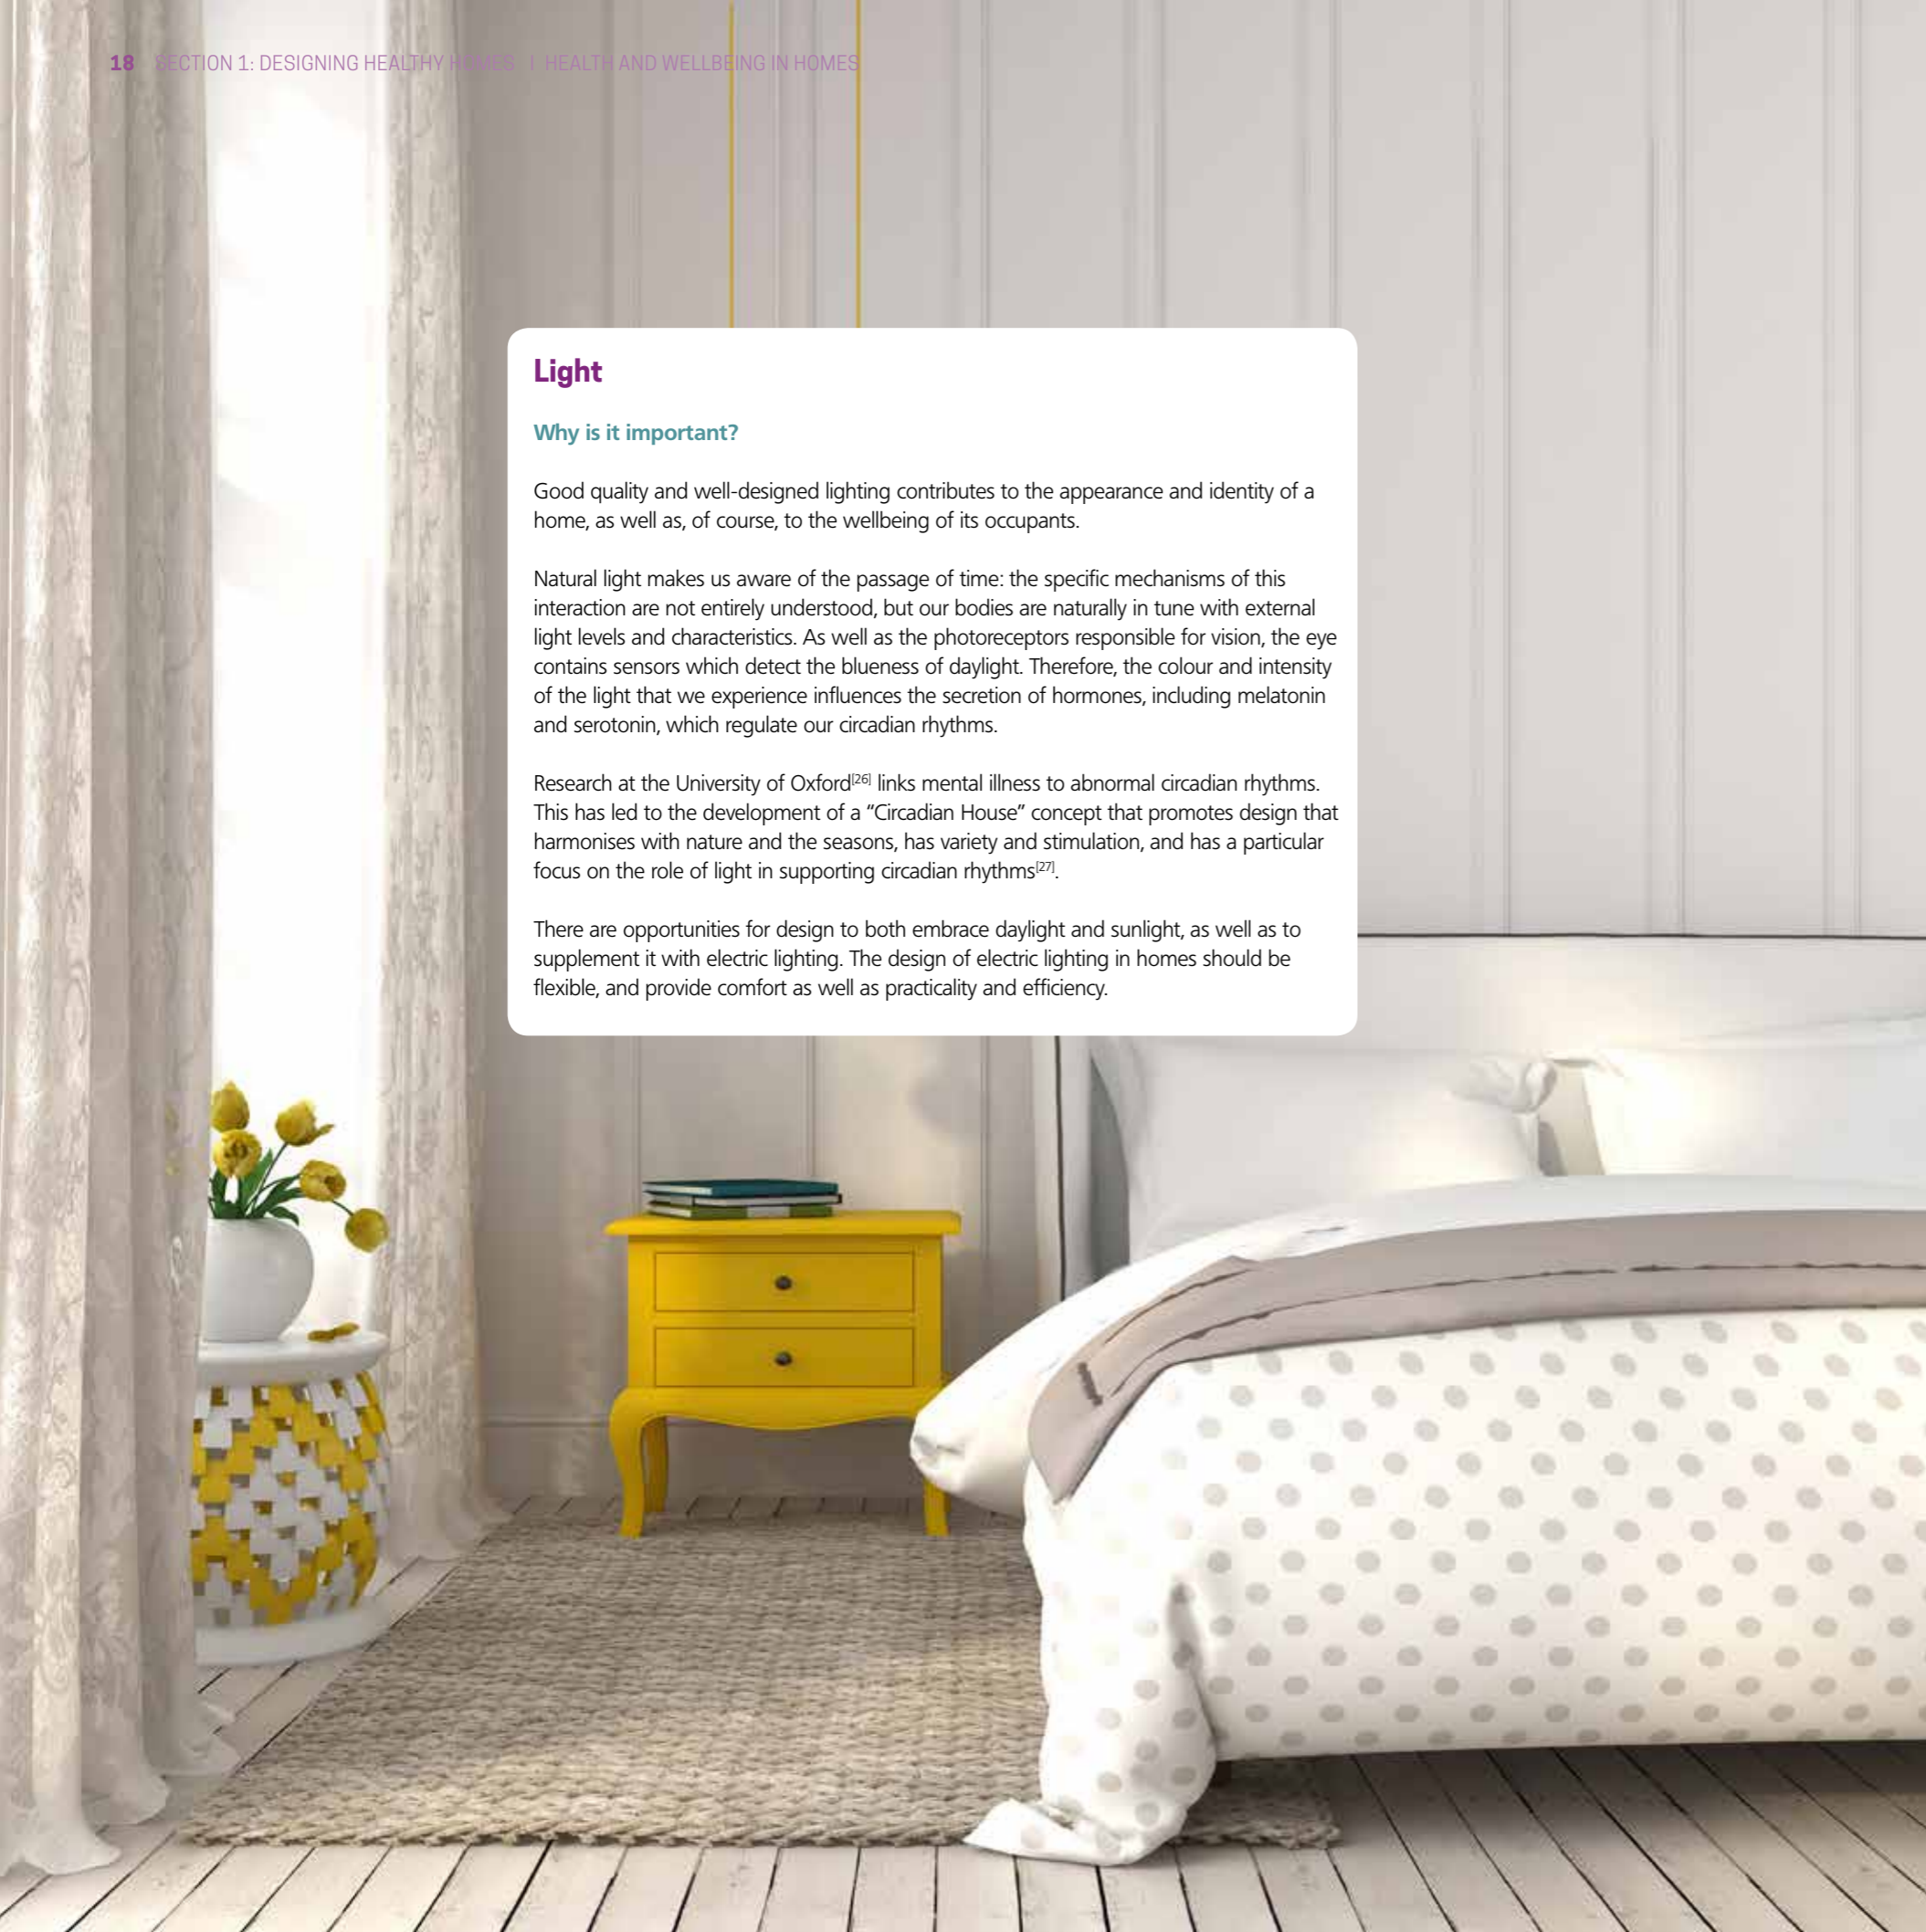 18 SECTION 1: DESIGNING HEALTHY HOMES | HEALTH AND WELLBEING IN HOMES
Light
Why is it important?
Good quality and well-designed lighting contributes to the appearance and identity of a
home, as well as, of course, to the wellbeing of its occupants.
Natural light makes us aware of the passage of time: the specific mechanisms of this
interaction are not entirely understood, but our bodies are naturally in tune with external
light levels and characteristics. As well as the photoreceptors responsible for vision, the eye
contains sensors which detect the blueness of daylight. Therefore, the colour and intensity
of the light that we experience influences the secretion of hormones, including melatonin
and serotonin, which regulate our circadian rhythms.
Research at the University of Oxford[26] links mental illness to abnormal circadian rhythms.
This has led to the development of a “Circadian House” concept that promotes design that
harmonises with nature and the seasons, has variety and stimulation, and has a particular
focus on the role of light in supporting circadian rhythms[27].
There are opportunities for design to both embrace daylight and sunlight, as well as to
supplement it with electric lighting. The design of electric lighting in homes should be
flexible, and provide comfort as well as practicality and efficiency.